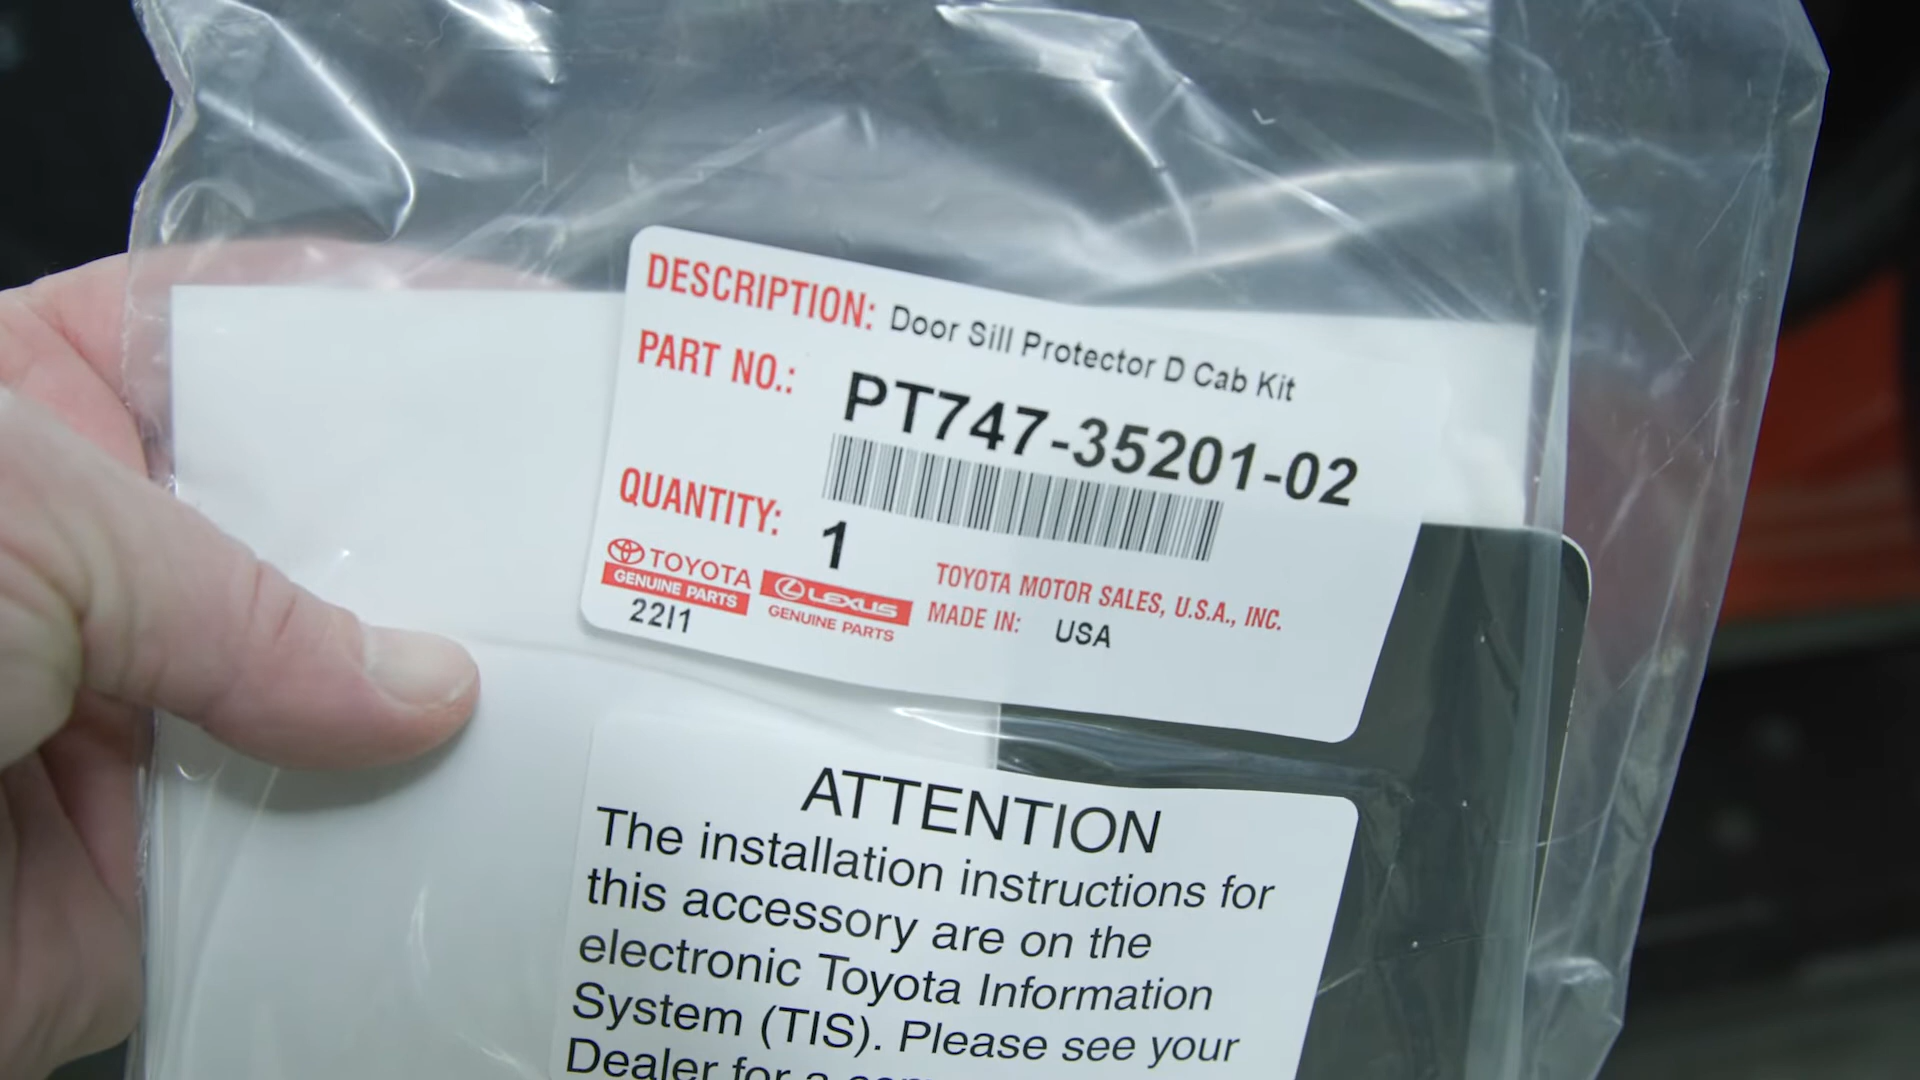 DESCRIPTION: Door Sill Protector D Cab Kit
PART NO.: PT747-35201-02
QUANTITY: 1
TOYOTA
GENUINE PARTS
LEXUS
GENUINE PARTS
22I1
TOYOTA MOTOR SALES, U.S.A., INC.
MADE IN: USA
ATTENTION
The installation instructions for
this accessory are on the
electronic Toyota Information
System (TIS). Please see your
Dealer for a